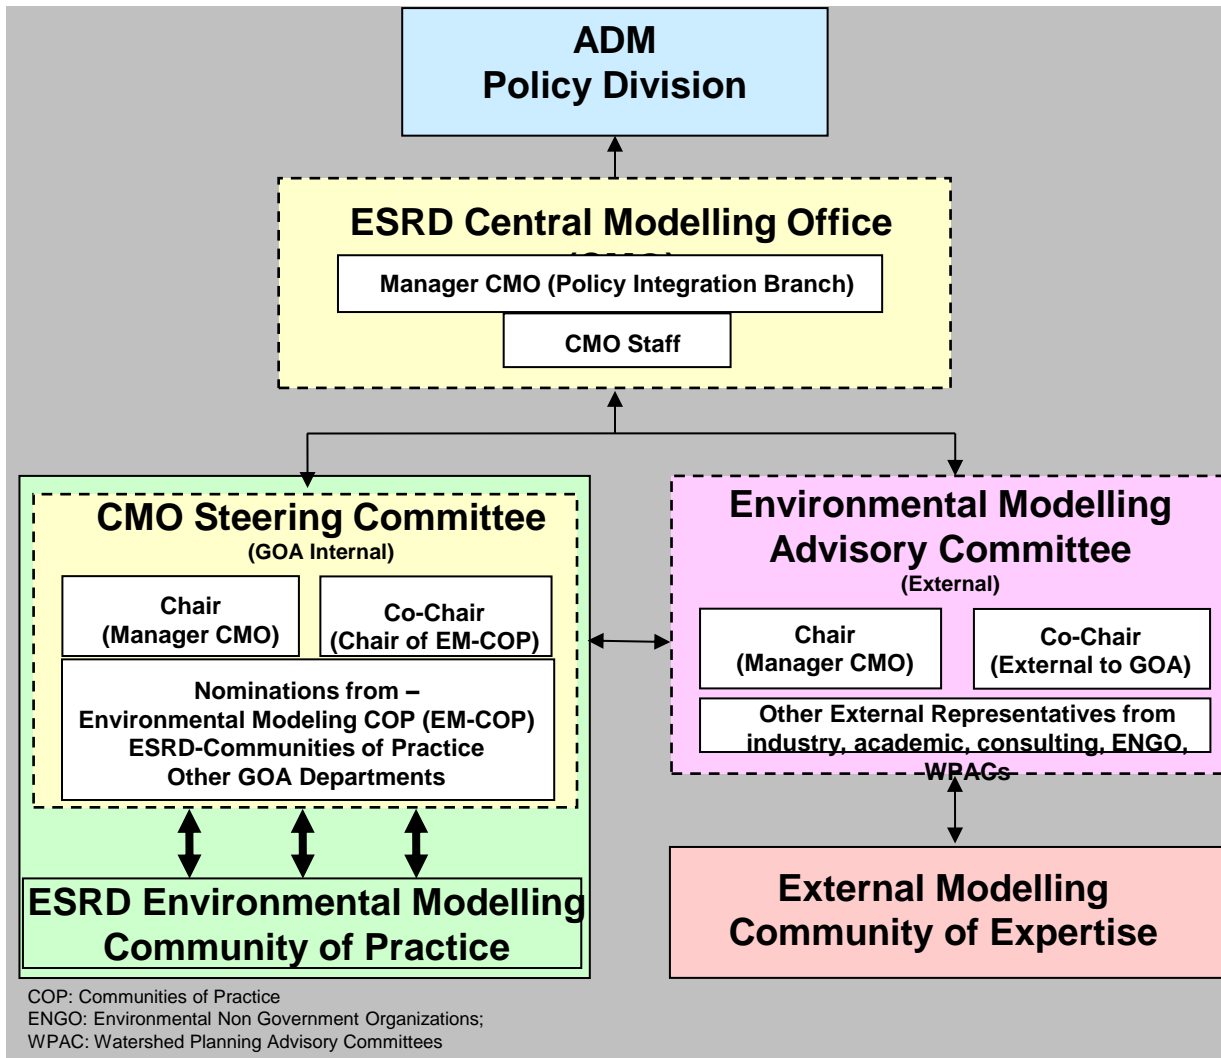 ADM
Policy Division
ESRD Central Modelling Office
(CMO)
Manager CMO (Policy Integration Branch)
CMO Staff
CMO Steering Committee
(GOA Internal)
Chair
(Manager CMO)
Co-Chair
(Chair of EM-COP)
Nominations from –
Environmental Modeling COP (EM-COP)
ESRD-Communities of Practice
Other GOA Departments
ESRD Environmental Modelling
Community of Practice
Environmental Modelling
Advisory Committee
(External)
Chair
(Manager CMO)
Co-Chair
(External to GOA)
Other External Representatives from
industry, academic, consulting, ENGO,
WPACs
External Modelling
Community of Expertise
COP: Communities of Practice
ENGO: Environmental Non Government Organizations;
WPAC: Watershed Planning Advisory Committees